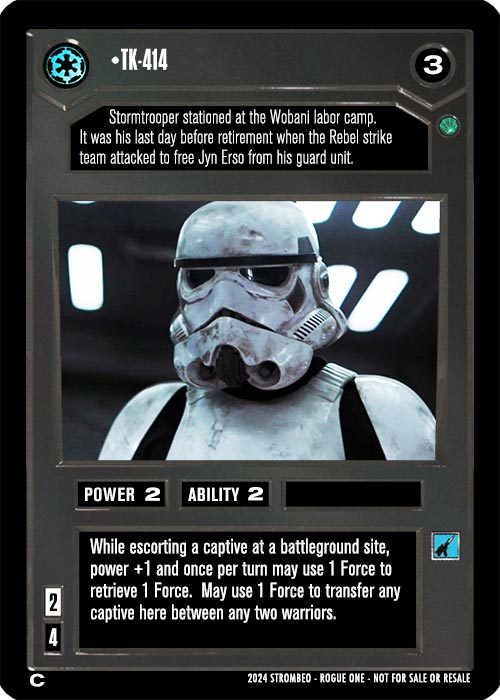 •TK-414
3
Stormtrooper stationed at the Wobani labor camp.
It was his last day before retirement when the Rebel strike
team attacked to free Jyn Erso from his guard unit.
POWER 2 ABILITY 2
While escorting a captive at a battleground site,
power +1 and once per turn may use 1 Force to
retrieve 1 Force. May use 1 Force to transfer any
captive here between any two warriors.
2
4
C
2024 STROMBEO - ROGUE ONE - NOT FOR SALE OR RESALE